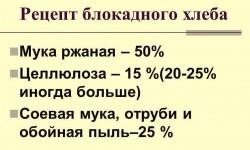 Рецепт блокадного хлеба
Мука ржаная – 50%
Целлюлоза – 15 %(20-25%
иногда больше)
Соевая мука, отруби и
обойная пыль–25 %